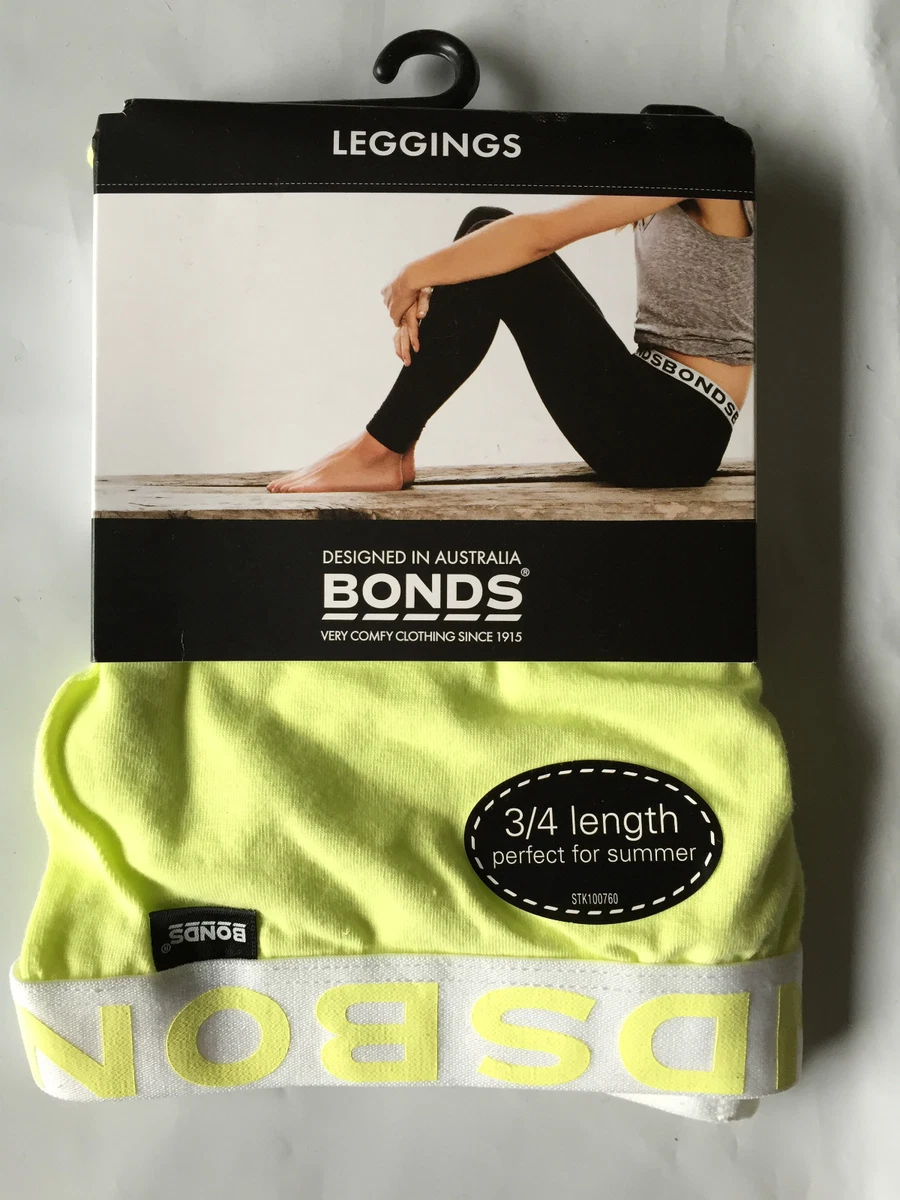 LEGGINGS
DSBONDSB
DESIGNED IN AUSTRALIA
BONDS®
VERY COMFY CLOTHING SINCE 1915
3/4 length
perfect for summer
STK100760
BONDS®
NDSBON